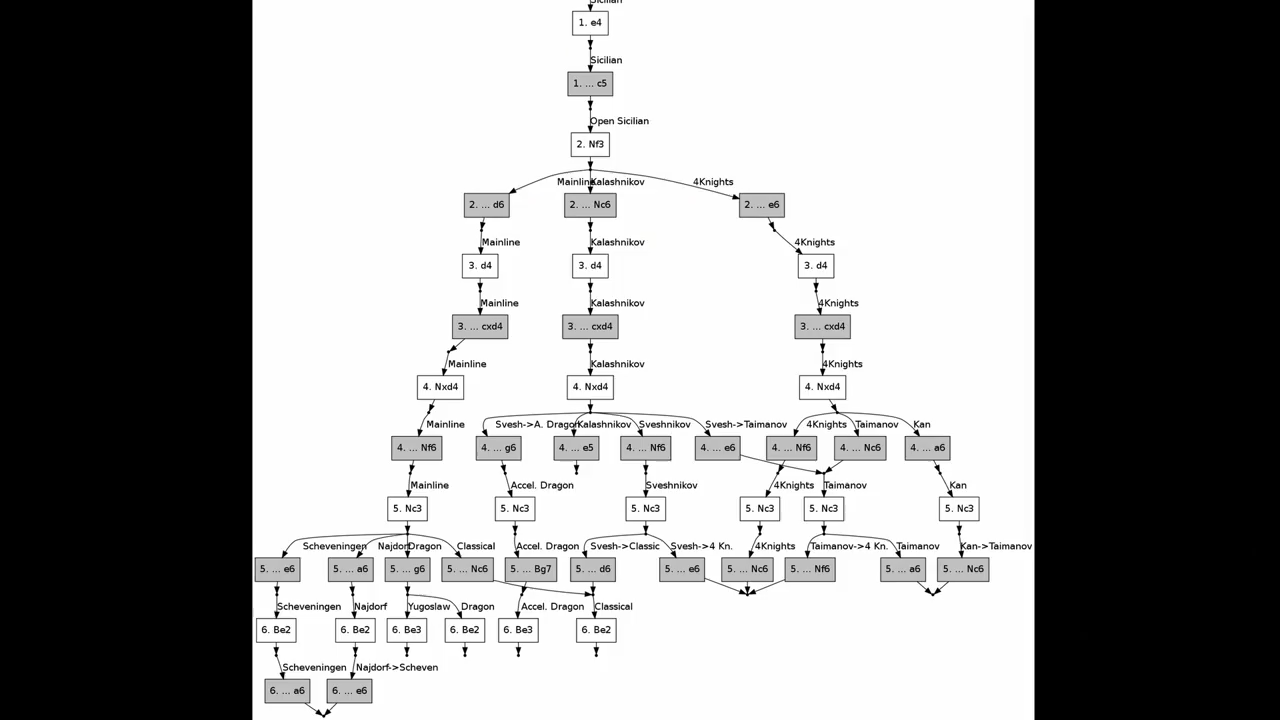 Sicilian
1. e4
Sicilian
1. ... c5
Open Sicilian
2. Nf3
Mainline Kalashnikov 4Knights
2. ... d6 2. ... Nc6 2. ... e6
Mainline Kalashnikov 4Knights
3. d4 3. d4 3. d4
Mainline Kalashnikov 4Knights
3. ... cxd4 3. ... cxd4 3. ... cxd4
Mainline Kalashnikov 4Knights
4. Nxd4 4. Nxd4 4. Nxd4
Mainline Svesh->A. Dragon Kalashnikov Sveshnikov Svesh->Taimanov 4Knights Taimanov Kan
4. ... Nf6 4. ... g6 4. ... e5 4. ... Nf6 4. ... e6 4. ... Nf6 4. ... Nc6 4. ... a6
Mainline Accel. Dragon Sveshnikov 4Knights Taimanov Kan
5. Nc3 5. Nc3 5. Nc3 5. Nc3 5. Nc3 5. Nc3
Scheveningen Najdorf Dragon Classical Accel. Dragon Svesh->Classic Svesh->4 Kn. 4Knights Taimanov->4 Kn. Taimanov Kan->Taimanov
5. ... e6 5. ... a6 5. ... g6 5. ... Nc6 5. ... Bg7 5. ... d6 5. ... e6 5. ... Nc6 5. ... Nf6 5. ... a6 5. ... Nc6
Scheveningen Najdorf Yugoslaw Dragon Accel. Dragon Classical
6. Be2 6. Be2 6. Be3 6. Be2 6. Be3 6. Be2
Scheveningen Najdorf->Scheven
6. ... a6 6. ... e6